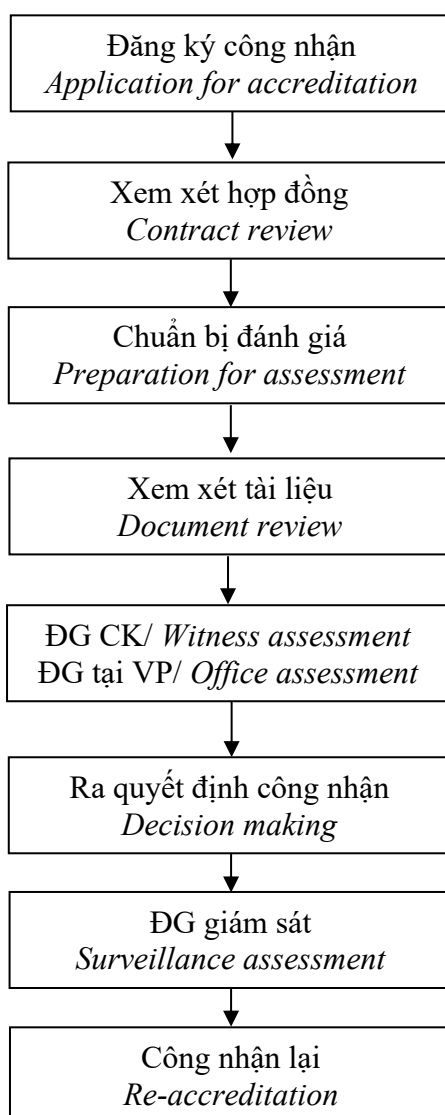 Đăng ký công nhận
Application for accreditation
Xem xét hợp đồng
Contract review
Chuẩn bị đánh giá
Preparation for assessment
Xem xét tài liệu
Document review
ĐG CK/ Witness assessment
ĐG tại VP/ Office assessment
Ra quyết định công nhận
Decision making
ĐG giám sát
Surveillance assessment
Công nhận lại
Re-accreditation